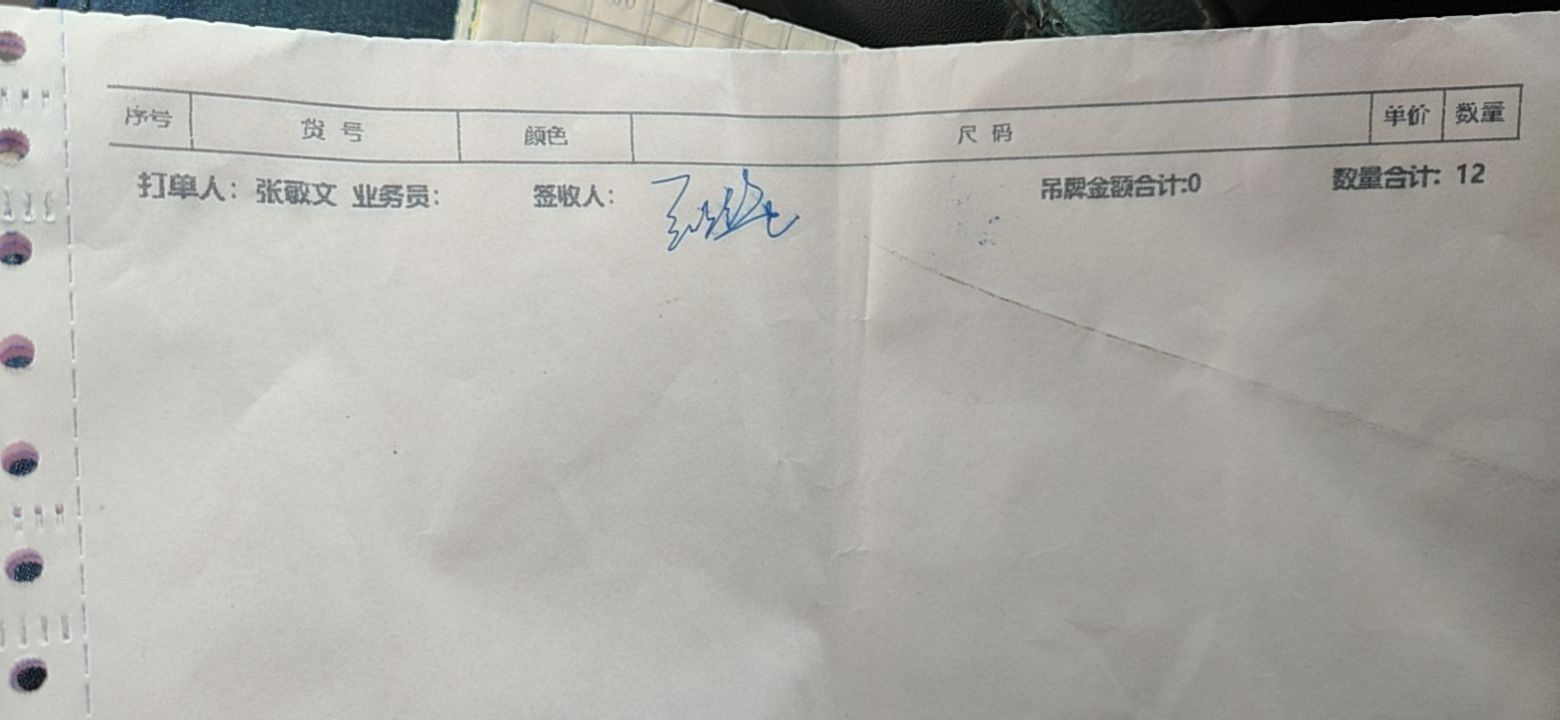 序号 货号 颜色 尺码 单价 数量
打单人: 张敏文 业务员: 签收人: 吊牌金额合计:0 数量合计: 12